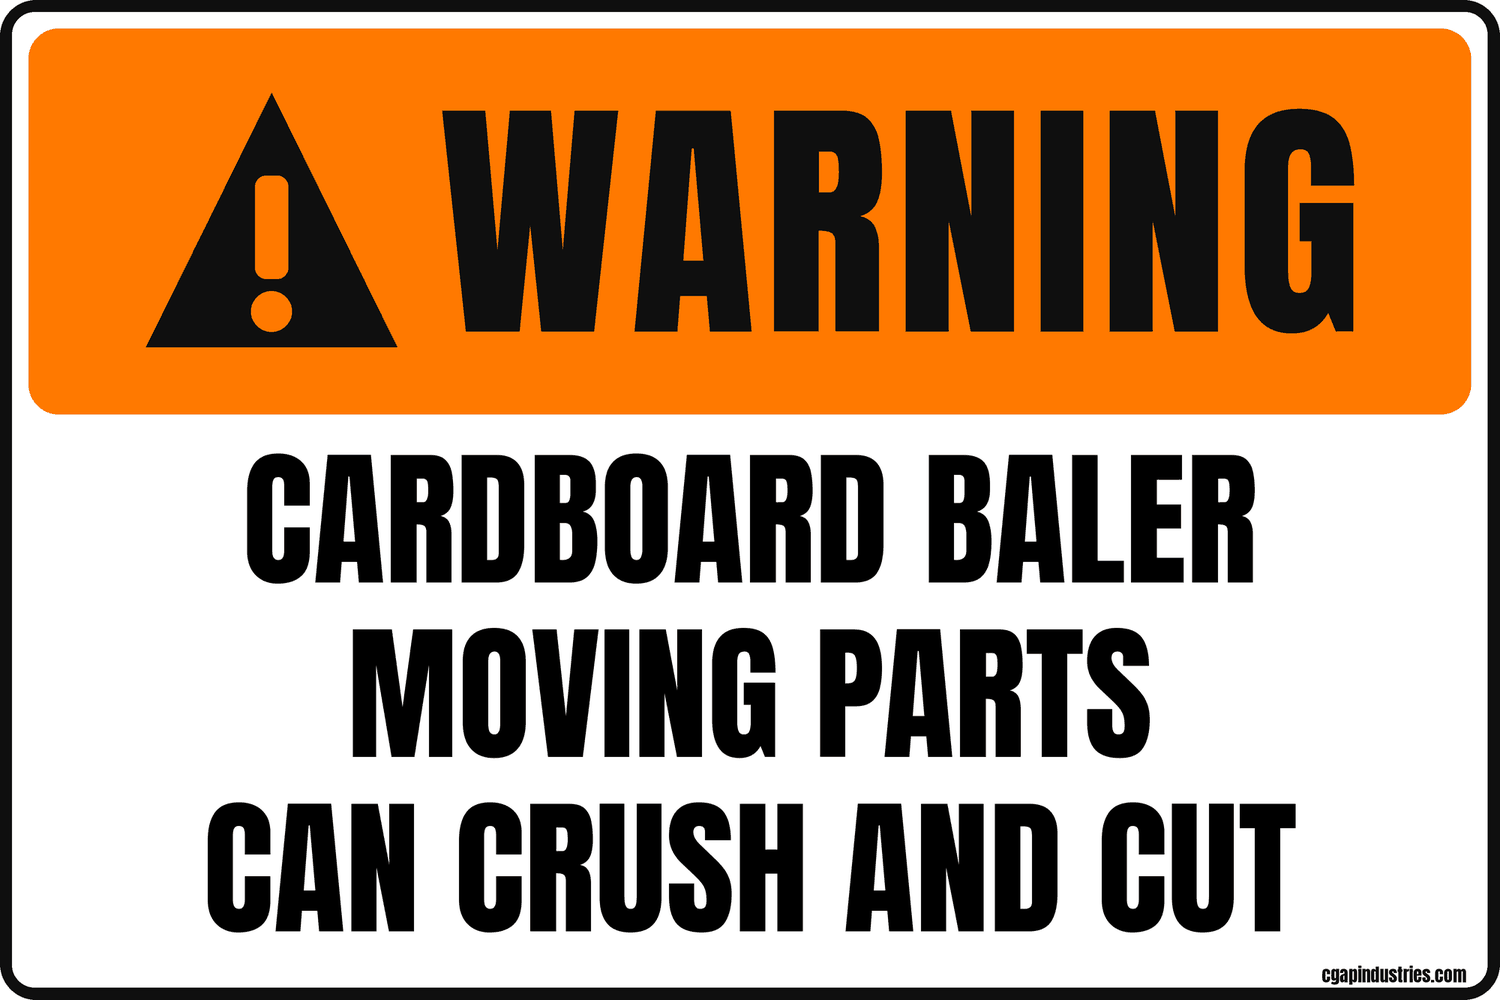 WARNING
CARDBOARD BALER
MOVING PARTS
CAN CRUSH AND CUT
cgapindustries.com